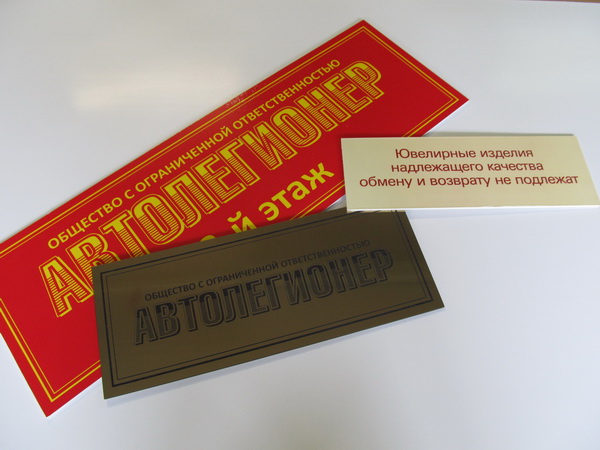 ОБЩЕСТВО С ОГРАНИЧЕННОЙ ОТВЕТСТВЕННОСТЬЮ
АВТОЛЕГИОНЕР
этаж
Ювелирные изделия
надлежащего качества
обмену и возврату не подлежат
ОБЩЕСТВО С ОГРАНИЧЕННОЙ ОТВЕТСТВЕННОСТЬЮ
АВТОЛЕГИОНЕР